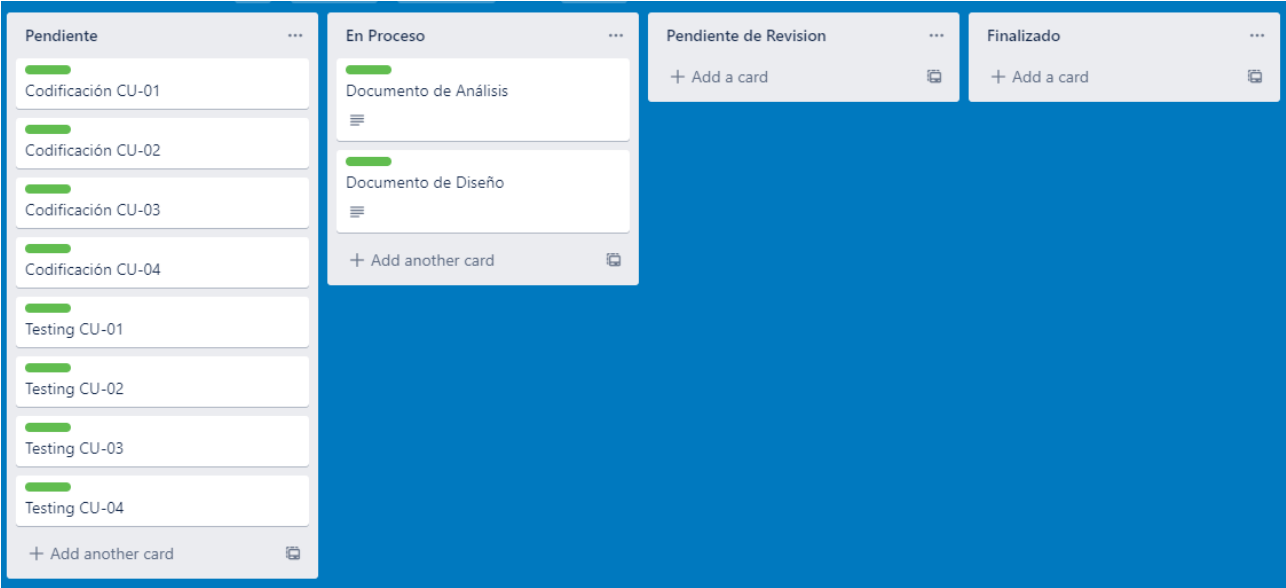 Pendiente
Codificación CU-01
Codificación CU-02
Codificación CU-03
Codificación CU-04
Testing CU-01
Testing CU-02
Testing CU-03
Testing CU-04
Add another card
En Proceso
Documento de Análisis
Documento de Diseño
Add another card
Pendiente de Revision
Add a card
Finalizado
Add a card